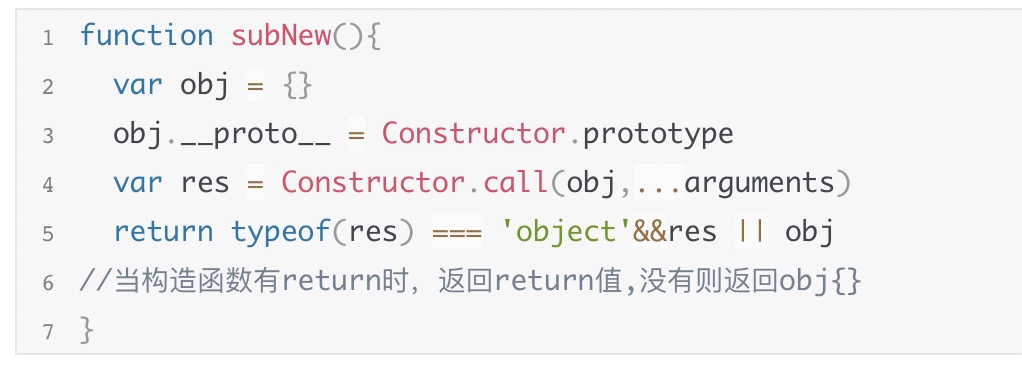 1 function subNew(){
2   var obj = {}
3   obj.__proto__ = Constructor.prototype
4   var res = Constructor.call(obj,...arguments)
5   return typeof(res) === 'object'&&res || obj
6 //当构造函数有return时, 返回return值,没有则返回obj{}
7 }